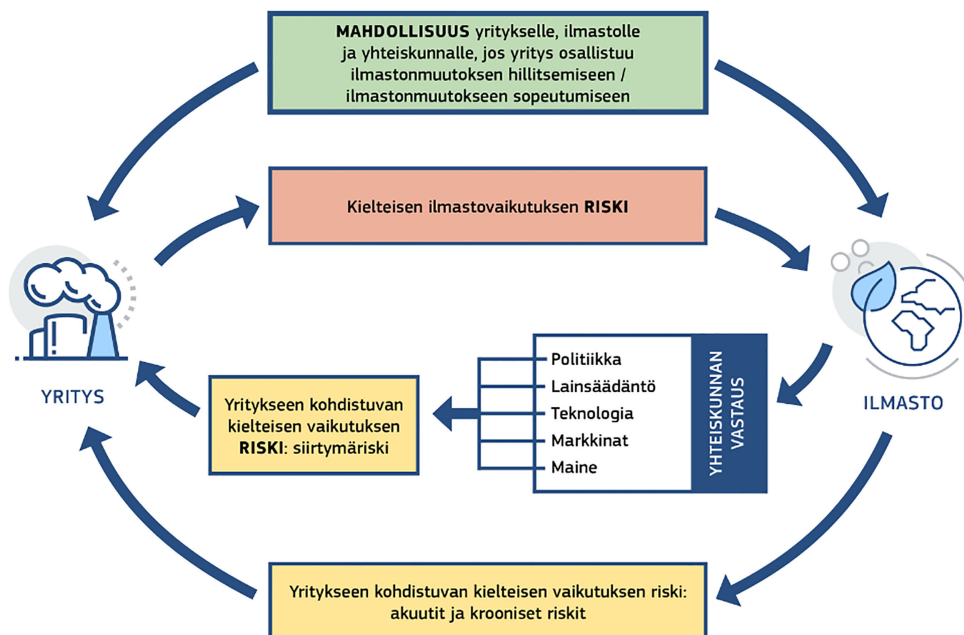 MAHDOLLISUUS yritykselle, ilmastolle
ja yhteiskunnalle, jos yritys osallistuu
ilmastonmuutoksen hillitsemiseen /
ilmastonmuutokseen sopeutumiseen
Kielteisen ilmastovaikutuksen RISKI
YRITYS
Yritykseen kohdistuvan
kielteisen vaikutuksen
RISKI: siirtymäriski
Politiikka
Lainsäädäntö
Teknologia
Markkinat
Maine
YHTEISKUNNAN
VASTAUS
ILMASTO
Yritykseen kohdistuvan kielteisen vaikutuksen riski:
akuutit ja krooniset riskit